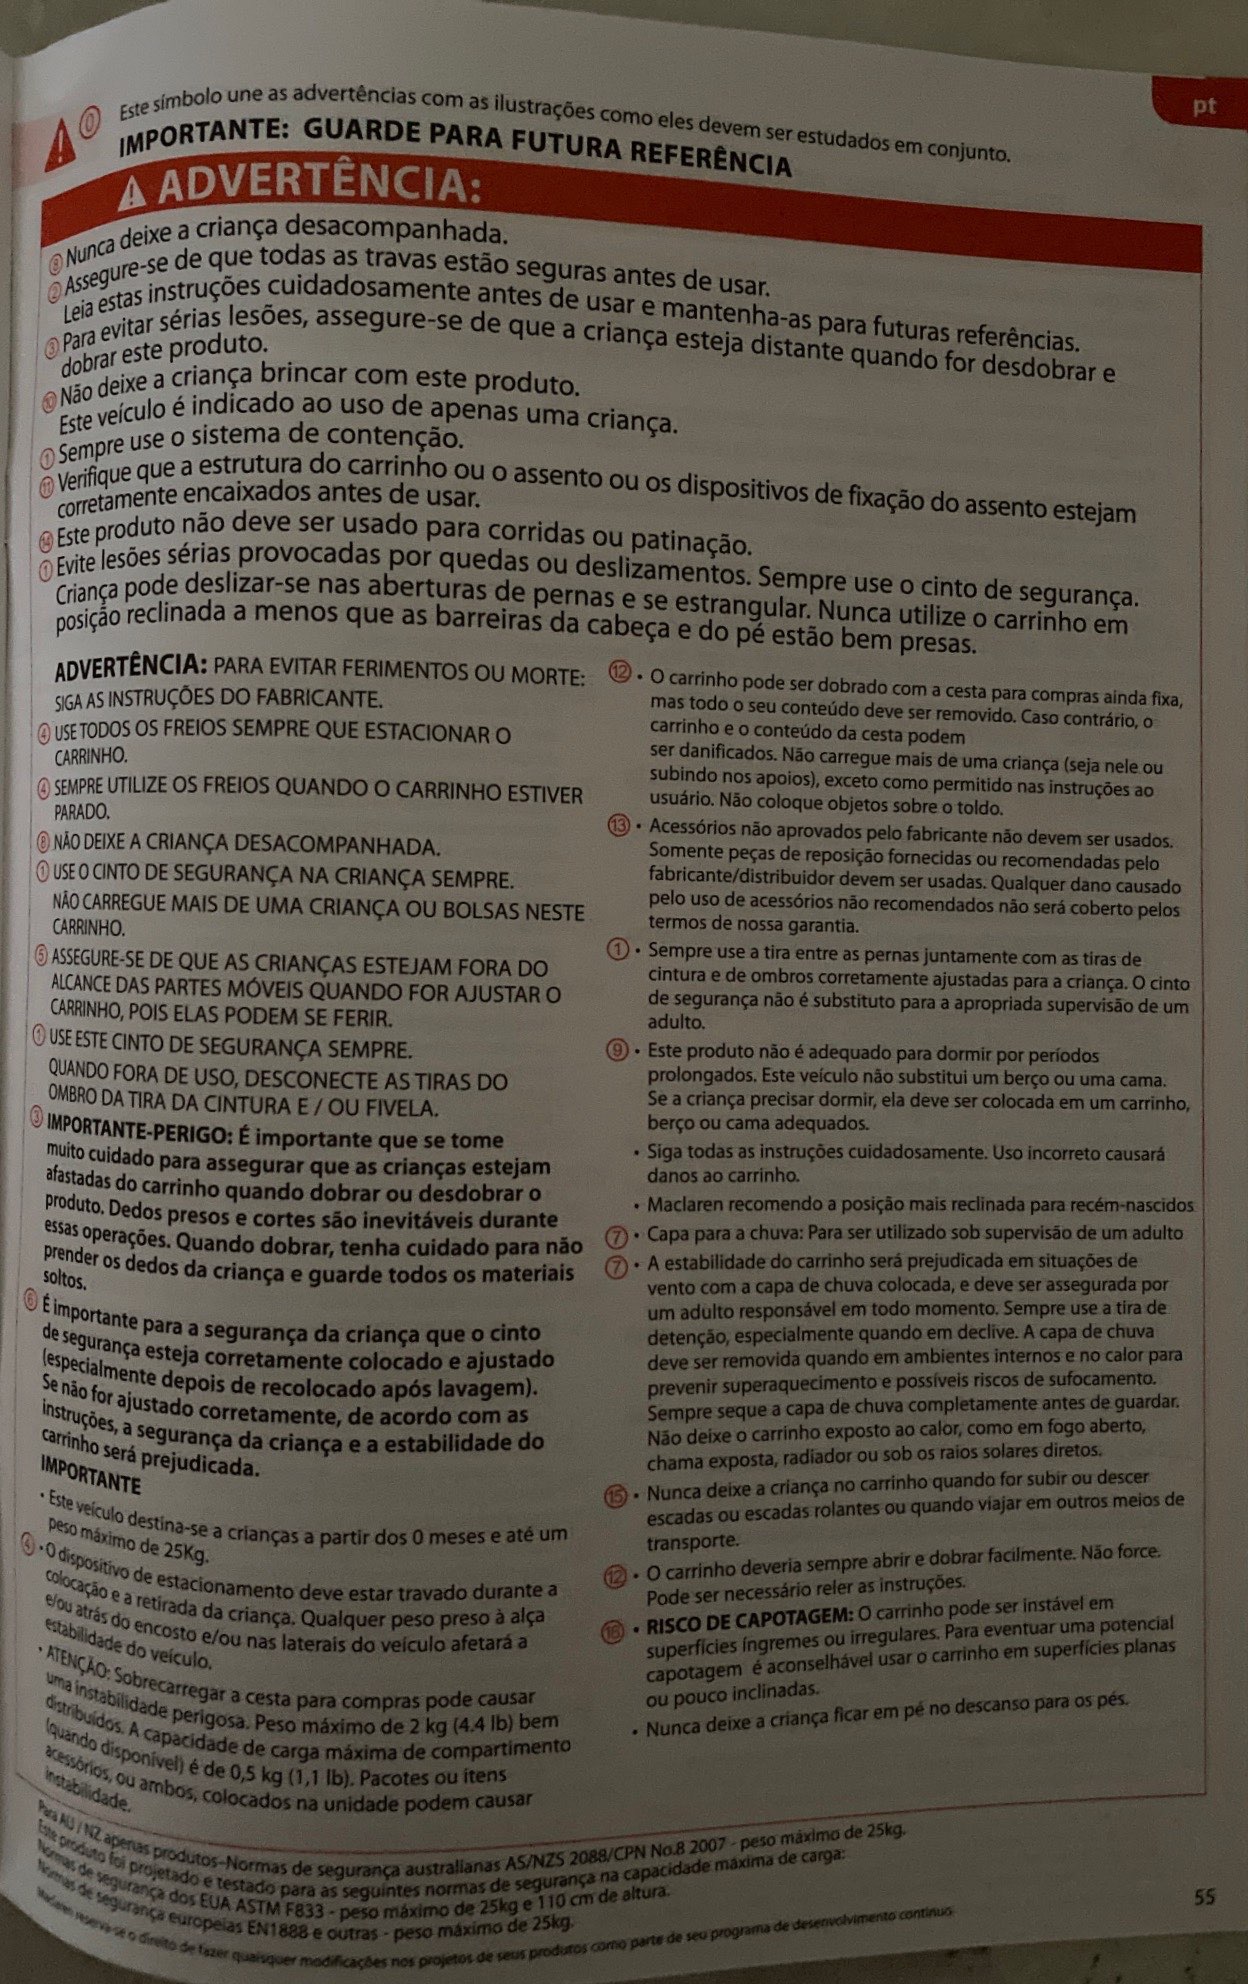 pt
⓪ Este símbolo une as advertências com as ilustrações como eles devem ser estudados em conjunto.
IMPORTANTE: GUARDE PARA FUTURA REFERÊNCIA
ADVERTÊNCIA:
⑧ Nunca deixe a criança desacompanhada.
② Assegure-se de que todas as travas estão seguras antes de usar.
Leia estas instruções cuidadosamente antes de usar e mantenha-as para futuras referências.
③ Para evitar sérias lesões, assegure-se de que a criança esteja distante quando for desdobrar e
dobrar este produto.
⑩ Não deixe a criança brincar com este produto.
Este veículo é indicado ao uso de apenas uma criança.
① Sempre use o sistema de contenção.
⑪ Verifique que a estrutura do carrinho ou o assento ou os dispositivos de fixação do assento estejam
corretamente encaixados antes de usar.
⑭ Este produto não deve ser usado para corridas ou patinação.
① Evite lesões sérias provocadas por quedas ou deslizamentos. Sempre use o cinto de segurança.
Criança pode deslizar-se nas aberturas de pernas e se estrangular. Nunca utilize o carrinho em
posição reclinada a menos que as barreiras da cabeça e do pé estão bem presas.
ADVERTÊNCIA: PARA EVITAR FERIMENTOS OU MORTE:
SIGA AS INSTRUÇÕES DO FABRICANTE.
④ USE TODOS OS FREIOS SEMPRE QUE ESTACIONAR O
CARRINHO.
④ SEMPRE UTILIZE OS FREIOS QUANDO O CARRINHO ESTIVER
PARADO.
⑧ NÃO DEIXE A CRIANÇA DESACOMPANHADA.
① USE O CINTO DE SEGURANÇA NA CRIANÇA SEMPRE.
NÃO CARREGUE MAIS DE UMA CRIANÇA OU BOLSAS NESTE
CARRINHO.
⑤ ASSEGURE-SE DE QUE AS CRIANÇAS ESTEJAM FORA DO
ALCANCE DAS PARTES MÓVEIS QUANDO FOR AJUSTAR O
CARRINHO, POIS ELAS PODEM SE FERIR.
① USE ESTE CINTO DE SEGURANÇA SEMPRE.
QUANDO FORA DE USO, DESCONECTE AS TIRAS DO
OMBRO DA TIRA DA CINTURA E / OU FIVELA.
③ IMPORTANTE-PERIGO: É importante que se tome
muito cuidado para assegurar que as crianças estejam
afastadas do carrinho quando dobrar ou desdobrar o
produto. Dedos presos e cortes são inevitáveis durante
essas operações. Quando dobrar, tenha cuidado para não
prender os dedos da criança e guarde todos os materiais
soltos.
⑥ É importante para a segurança da criança que o cinto
de segurança esteja corretamente colocado e ajustado
(especialmente depois de recolocado após lavagem).
Se não for ajustado corretamente, de acordo com as
instruções, a segurança da criança e a estabilidade do
carrinho será prejudicada.
IMPORTANTE
• Este veículo destina-se a crianças a partir dos 0 meses e até um
peso máximo de 25Kg.
④ • O dispositivo de estacionamento deve estar travado durante a
colocação e a retirada da criança. Qualquer peso preso à alça
e/ou atrás do encosto e/ou nas laterais do veículo afetará a
estabilidade do veículo.
• ATENÇÃO: Sobrecarregar a cesta para compras pode causar
uma instabilidade perigosa. Peso máximo de 2 kg (4.4 lb) bem
distribuídos. A capacidade de carga máxima de compartimento
(quando disponível) é de 0,5 kg (1,1 lb). Pacotes ou itens
acessórios, ou ambos, colocados na unidade podem causar
instabilidade.
⑫ • O carrinho pode ser dobrado com a cesta para compras ainda fixa,
mas todo o seu conteúdo deve ser removido. Caso contrário, o
carrinho e o conteúdo da cesta podem
ser danificados. Não carregue mais de uma criança (seja nele ou
subindo nos apoios), exceto como permitido nas instruções ao
usuário. Não coloque objetos sobre o toldo.
⑬ • Acessórios não aprovados pelo fabricante não devem ser usados.
Somente peças de reposição fornecidas ou recomendadas pelo
fabricante/distribuidor devem ser usadas. Qualquer dano causado
pelo uso de acessórios não recomendados não será coberto pelos
termos de nossa garantia.
① • Sempre use a tira entre as pernas juntamente com as tiras de
cintura e de ombros corretamente ajustadas para a criança. O cinto
de segurança não é substituto para a apropriada supervisão de um
adulto.
⑨ • Este produto não é adequado para dormir por períodos
prolongados. Este veículo não substitui um berço ou uma cama.
Se a criança precisar dormir, ela deve ser colocada em um carrinho,
berço ou cama adequados.
• Siga todas as instruções cuidadosamente. Uso incorreto causará
danos ao carrinho.
• Maclaren recomendo a posição mais reclinada para recém-nascidos
⑦ • Capa para a chuva: Para ser utilizado sob supervisão de um adulto
⑦ • A estabilidade do carrinho será prejudicada em situações de
vento com a capa de chuva colocada, e deve ser assegurada por
um adulto responsável em todo momento. Sempre use a tira de
detenção, especialmente quando em declive. A capa de chuva
deve ser removida quando em ambientes internos e no calor para
prevenir superaquecimento e possíveis riscos de sufocamento.
Sempre seque a capa de chuva completamente antes de guardar.
Não deixe o carrinho exposto ao calor, como em fogo aberto,
chama exposta, radiador ou sob os raios solares diretos.
⑮ • Nunca deixe a criança no carrinho quando for subir ou descer
escadas ou escadas rolantes ou quando viajar em outros meios de
transporte.
⑫ • O carrinho deveria sempre abrir e dobrar facilmente. Não force.
Pode ser necessário reler as instruções.
⑯ • RISCO DE CAPOTAGEM: O carrinho pode ser instável em
superfícies íngremes ou irregulares. Para eventuar uma potencial
capotagem é aconselhável usar o carrinho em superfícies planas
ou pouco inclinadas.
• Nunca deixe a criança ficar em pé no descanso para os pés.
Para AU / NZ apenas produtos–Normas de segurança australianas AS/NZS 2088/CPN No.8 2007 - peso máximo de 25kg.
Este produto foi projetado e testado para as seguintes normas de segurança na capacidade máxima de carga:
Normas de segurança dos EUA ASTM F833 - peso máximo de 25kg e 110 cm de altura.
Normas de segurança europeias EN1888 e outras - peso máximo de 25kg.
Maclaren reserva-se o direito de fazer quaisquer modificações nos projetos de seus produtos como parte de seu programa de desenvolvimento contínuo.
55